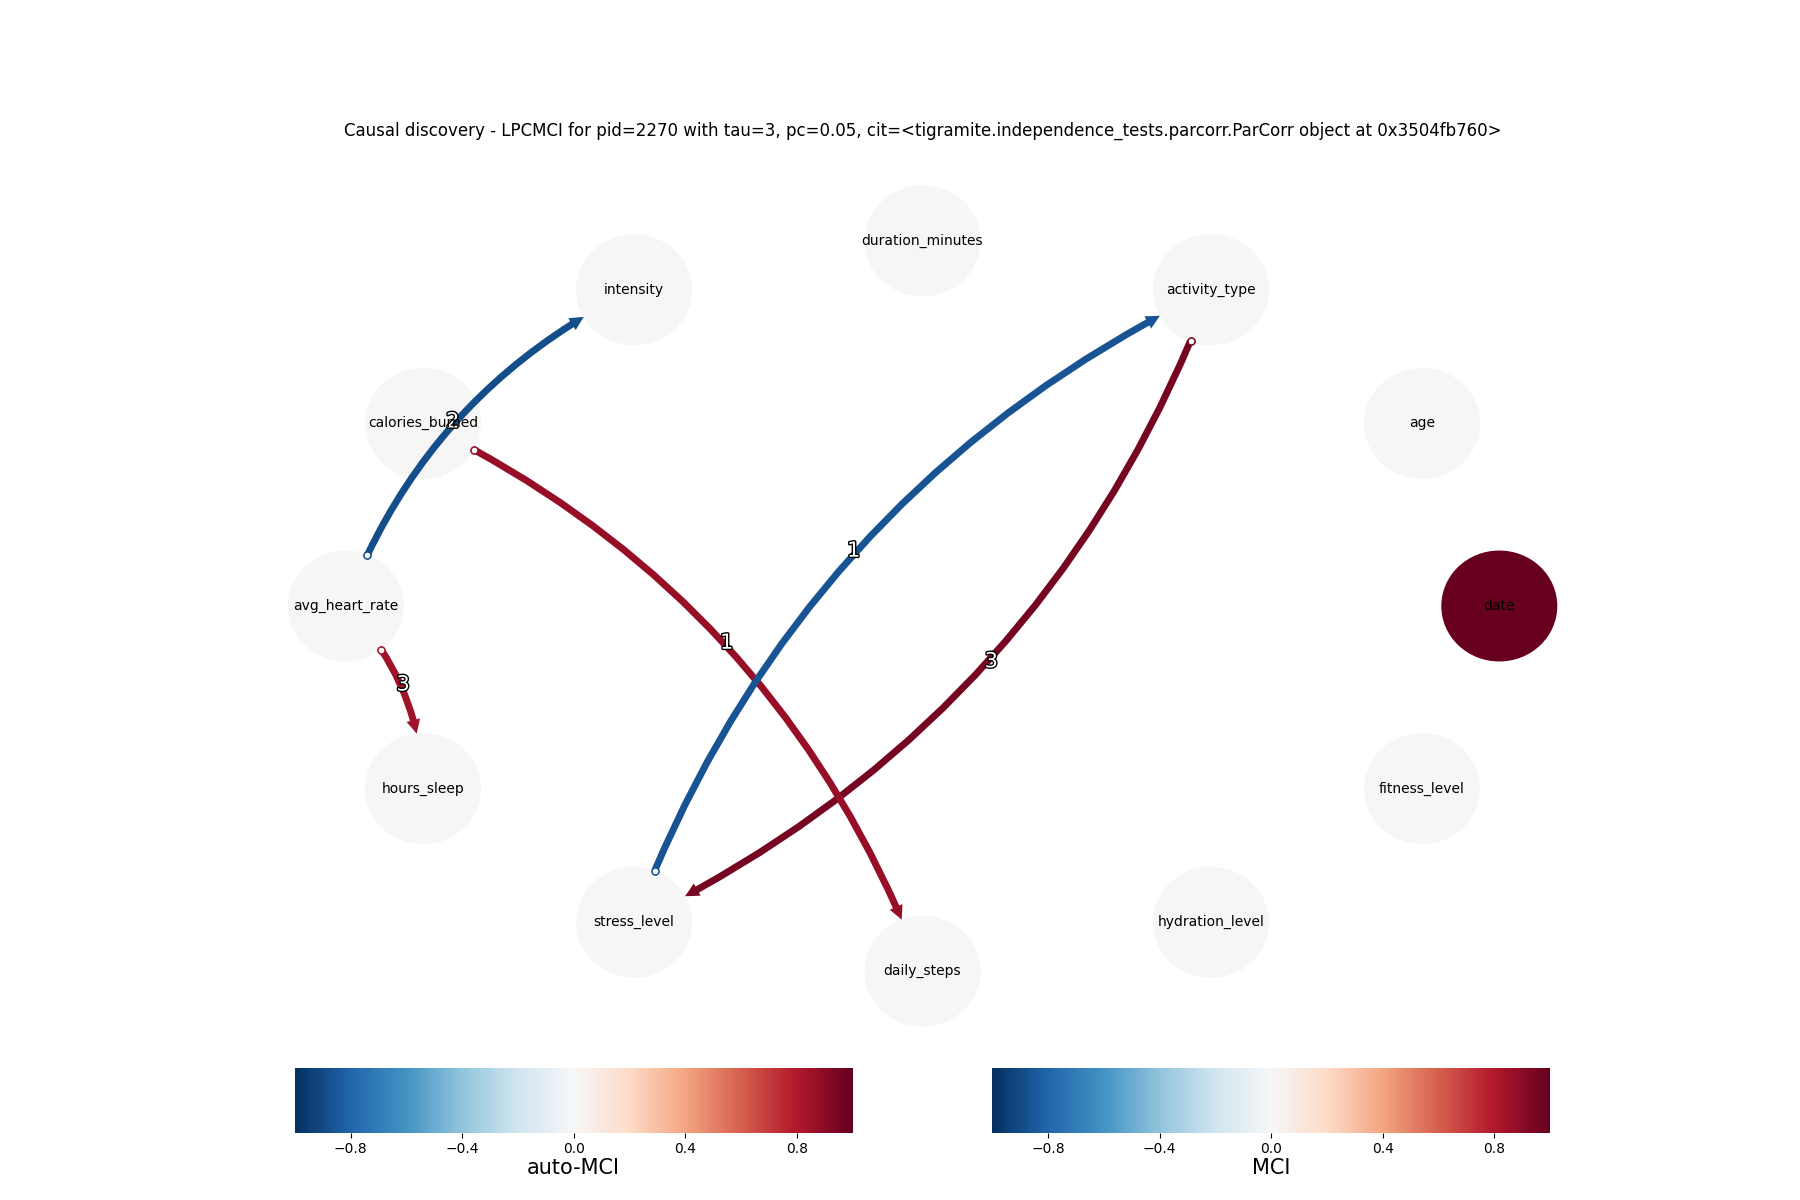 Causal discovery - LPCMCI for pid=2270 with tau=3, pc=0.05, cit=<tigramite.independence_tests.parcorr.ParCorr object at 0x3504fb760>
duration_minutes
intensity
activity_type
calories_burned
2
age
1
avg_heart_rate
date
1
3
3
hours_sleep
fitness_level
stress_level
hydration_level
daily_steps
−0.8 −0.4 0.0 0.4 0.8
auto-MCI
−0.8 −0.4 0.0 0.4 0.8
MCI